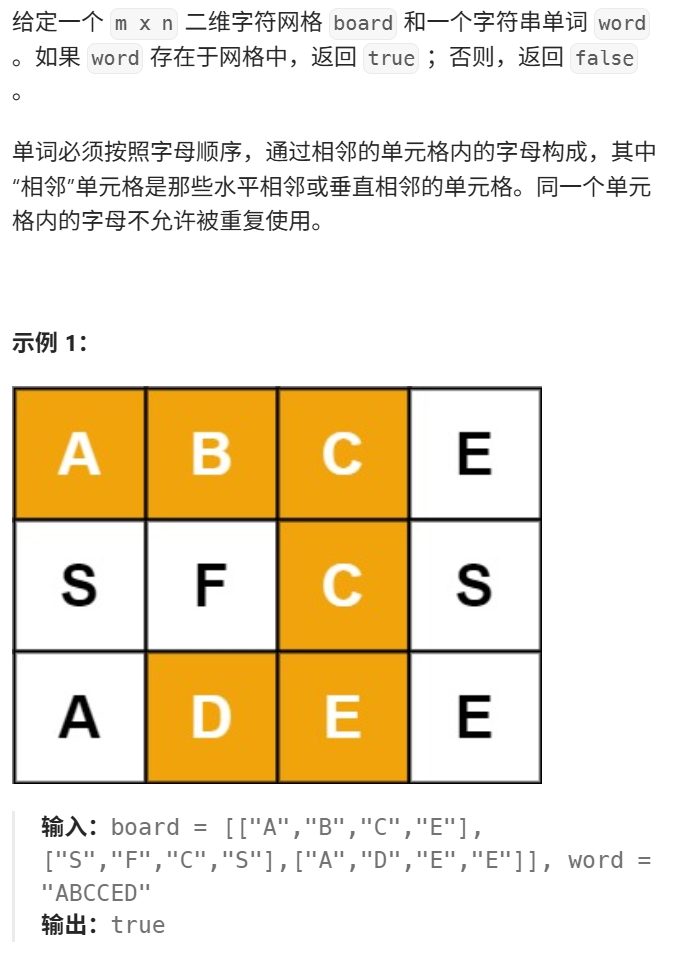 给定一个 m x n 二维字符网格 board 和一个字符串单词 word
。如果 word 存在于网格中，返回 true ；否则，返回 false
。
单词必须按照字母顺序，通过相邻的单元格内的字母构成，其中
“相邻”单元格是那些水平相邻或垂直相邻的单元格。同一个单元
格内的字母不允许被重复使用。
示例 1：
A B C E
S F C S
A D E E
输入：board = [["A","B","C","E"],
["S","F","C","S"],["A","D","E","E"]], word =
"ABCCED"
输出：true